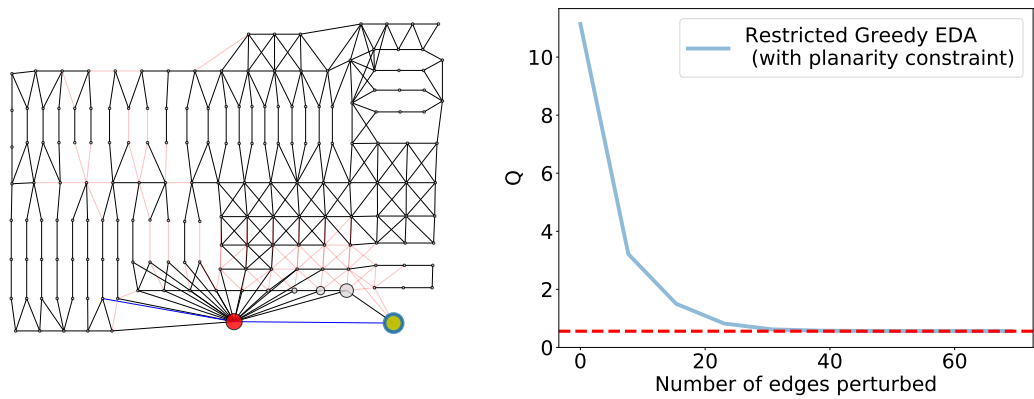 Restricted Greedy EDA
(with planarity constraint)
10
8
6
4
2
0
Q
0 20 40 60
Number of edges perturbed